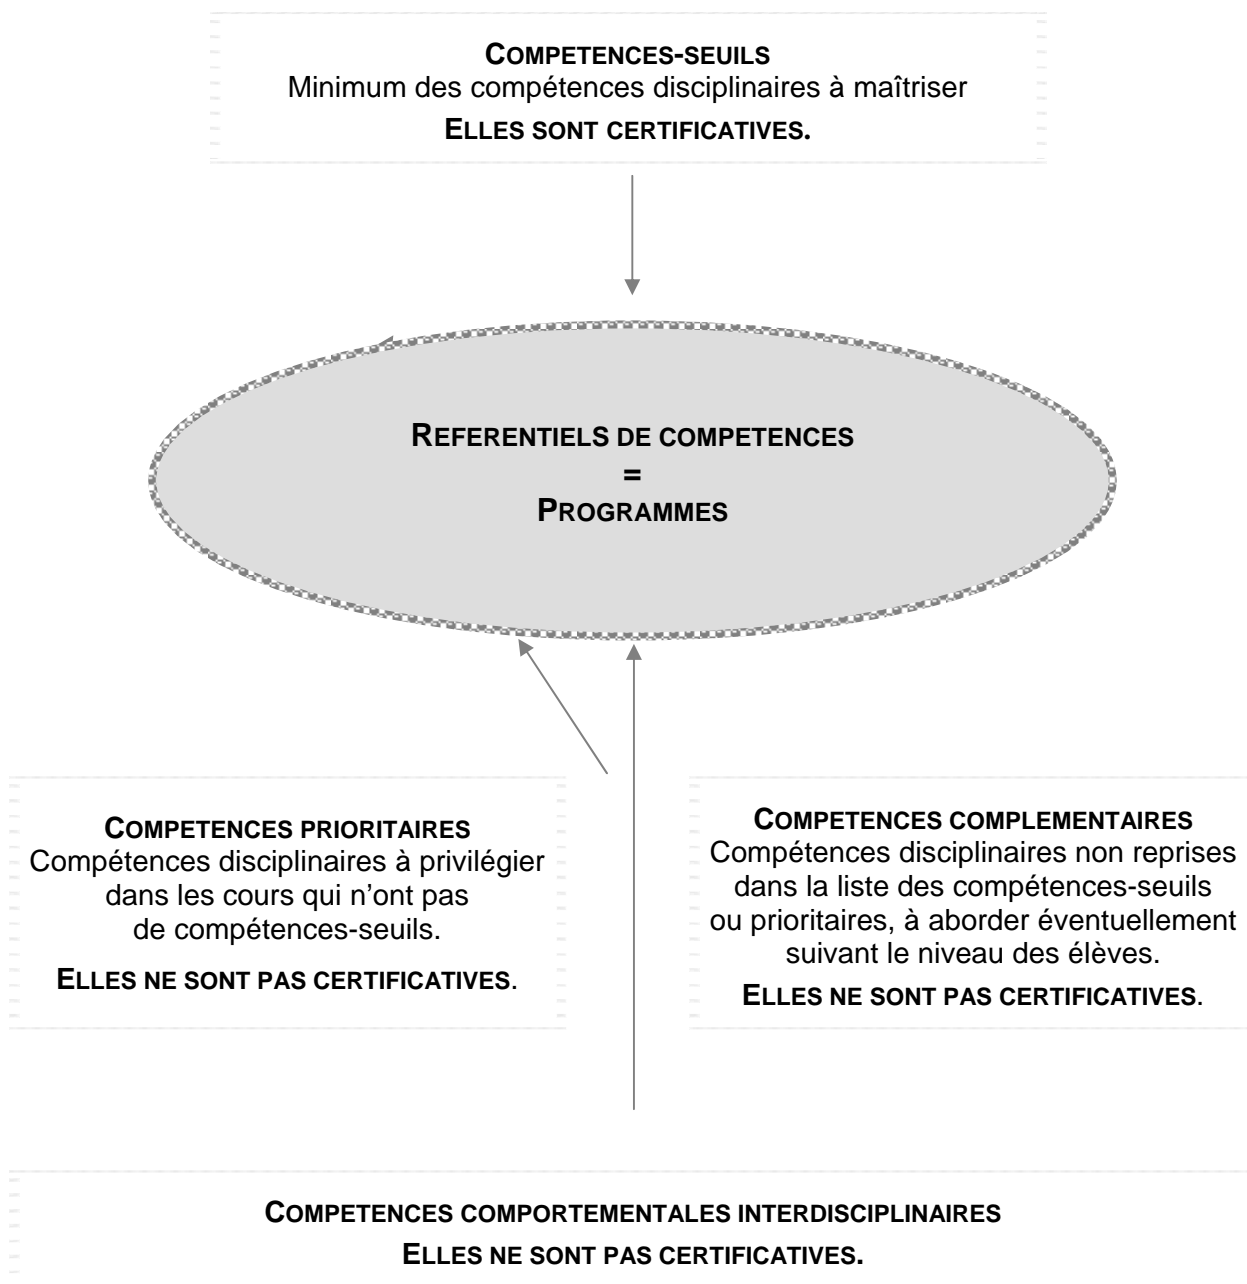 COMPETENCES-SEUILS
Minimum des compétences disciplinaires à maîtriser
ELLES SONT CERTIFICATIVES.
REFERENTIELS DE COMPETENCES
=
PROGRAMMES
COMPETENCES PRIORITAIRES
Compétences disciplinaires à privilégier
dans les cours qui n'ont pas
de compétences-seuils.
ELLES NE SONT PAS CERTIFICATIVES.
COMPETENCES COMPLEMENTAIRES
Compétences disciplinaires non reprises
dans la liste des compétences-seuils
ou prioritaires, à aborder éventuellement
suivant le niveau des élèves.
ELLES NE SONT PAS CERTIFICATIVES.
COMPETENCES COMPORTEMENTALES INTERDISCIPLINAIRES
ELLES NE SONT PAS CERTIFICATIVES.